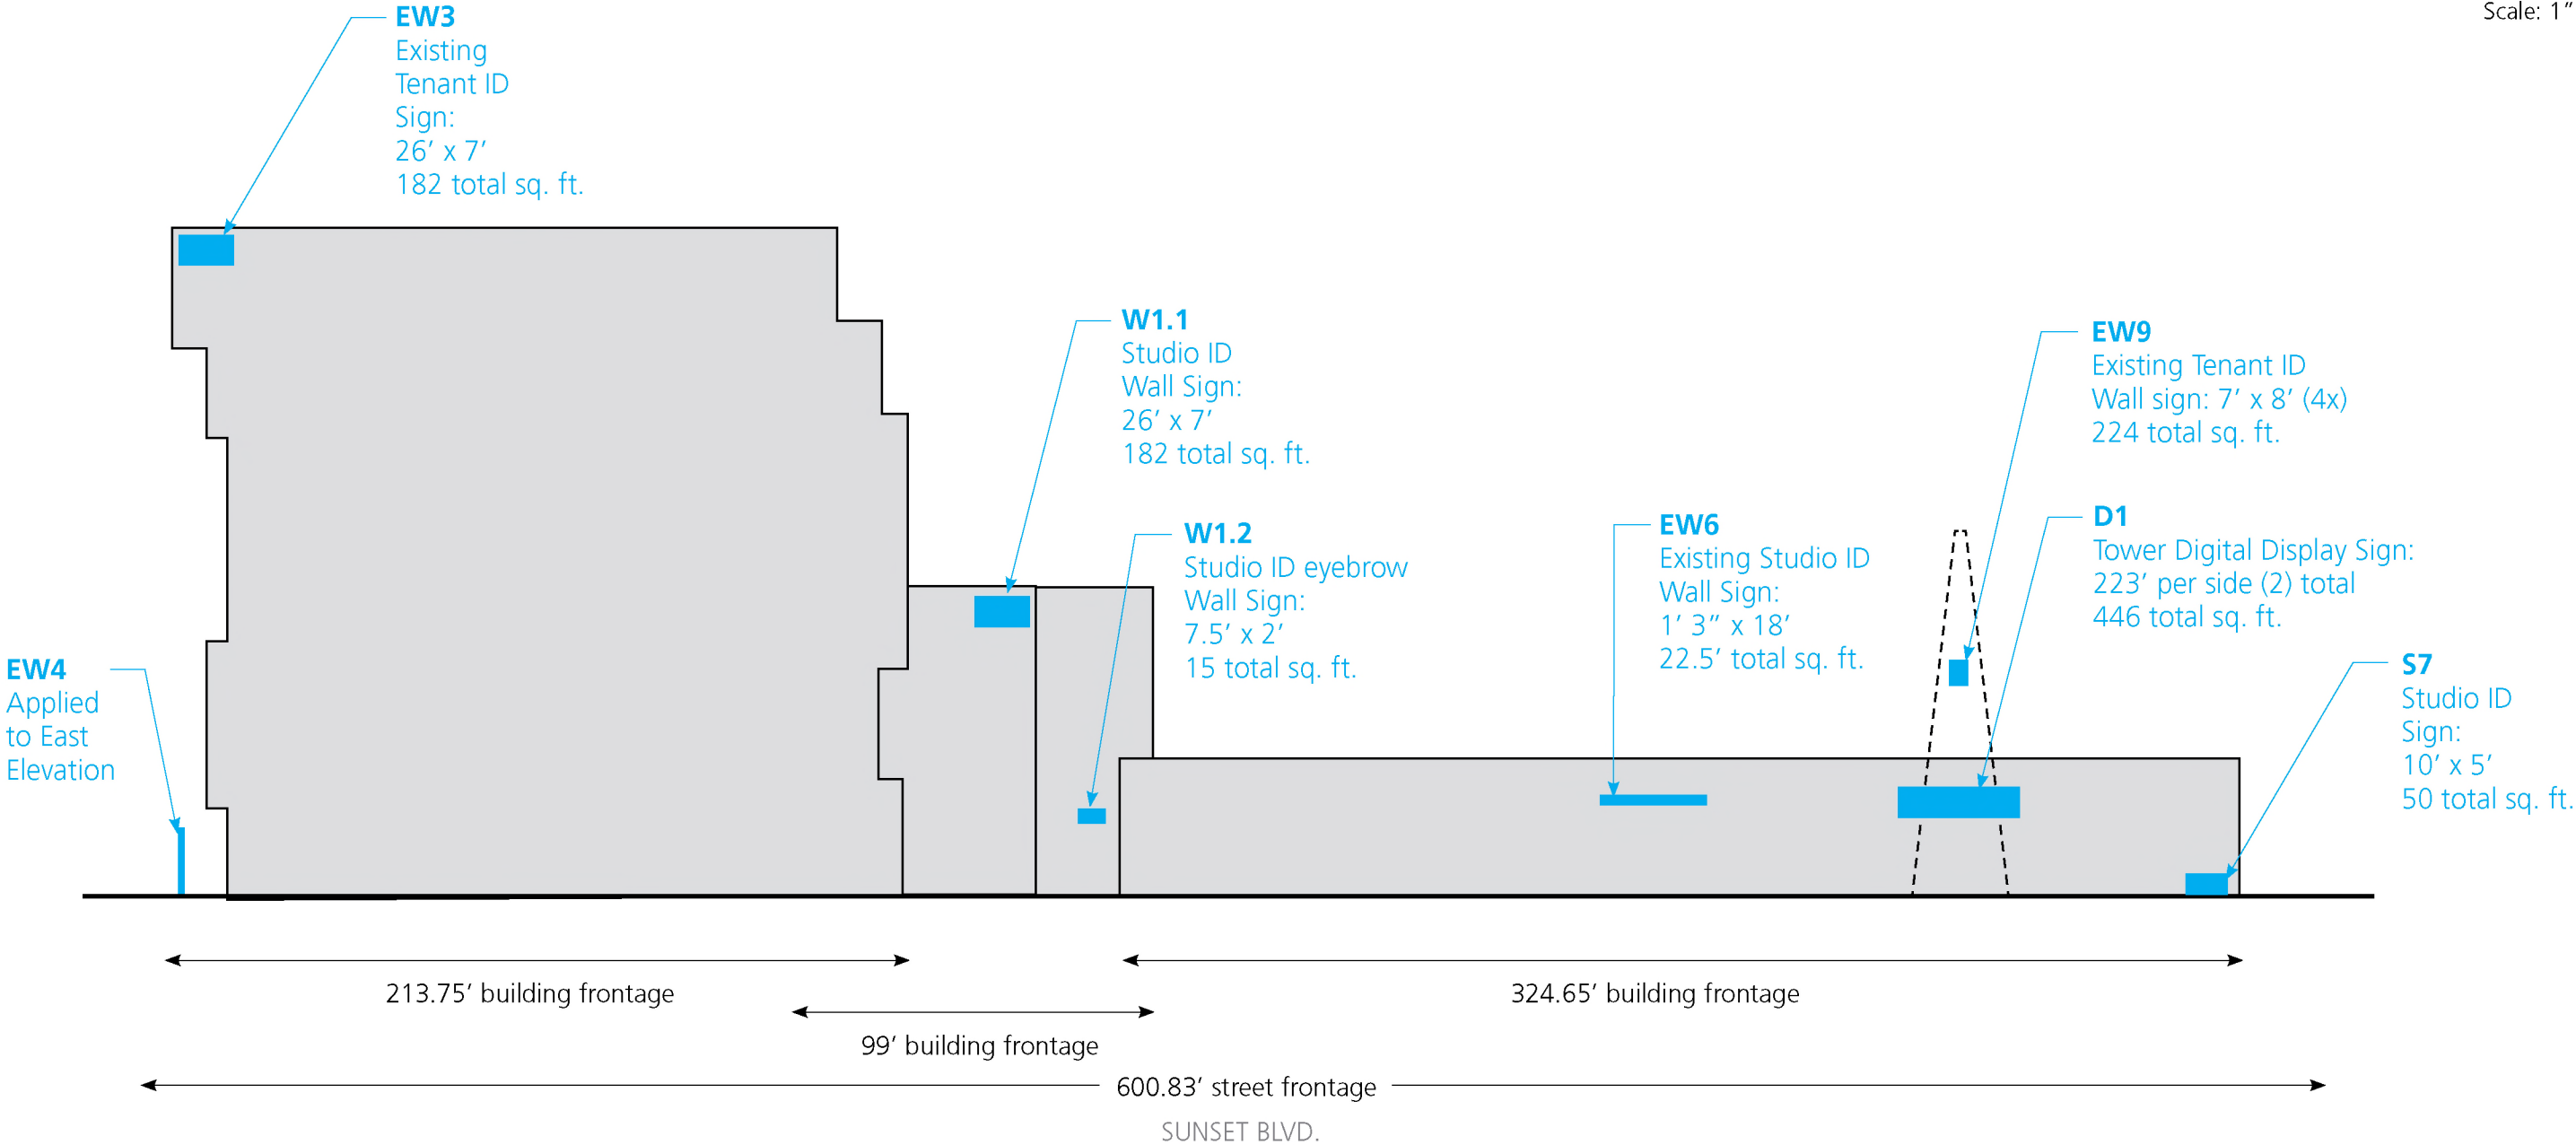 Scale: 1”
EW3
Existing
Tenant ID
Sign:
26’ x 7’
182 total sq. ft.
W1.1
Studio ID
Wall Sign:
26’ x 7’
182 total sq. ft.
EW9
Existing Tenant ID
Wall sign: 7’ x 8’ (4x)
224 total sq. ft.
W1.2
Studio ID eyebrow
Wall Sign:
7.5’ x 2’
15 total sq. ft.
EW6
Existing Studio ID
Wall Sign:
1’ 3” x 18’
22.5’ total sq. ft.
D1
Tower Digital Display Sign:
223’ per side (2) total
446 total sq. ft.
EW4
Applied
to East
Elevation
S7
Studio ID
Sign:
10’ x 5’
50 total sq. ft.
213.75’ building frontage
324.65’ building frontage
99’ building frontage
600.83’ street frontage
SUNSET BLVD.